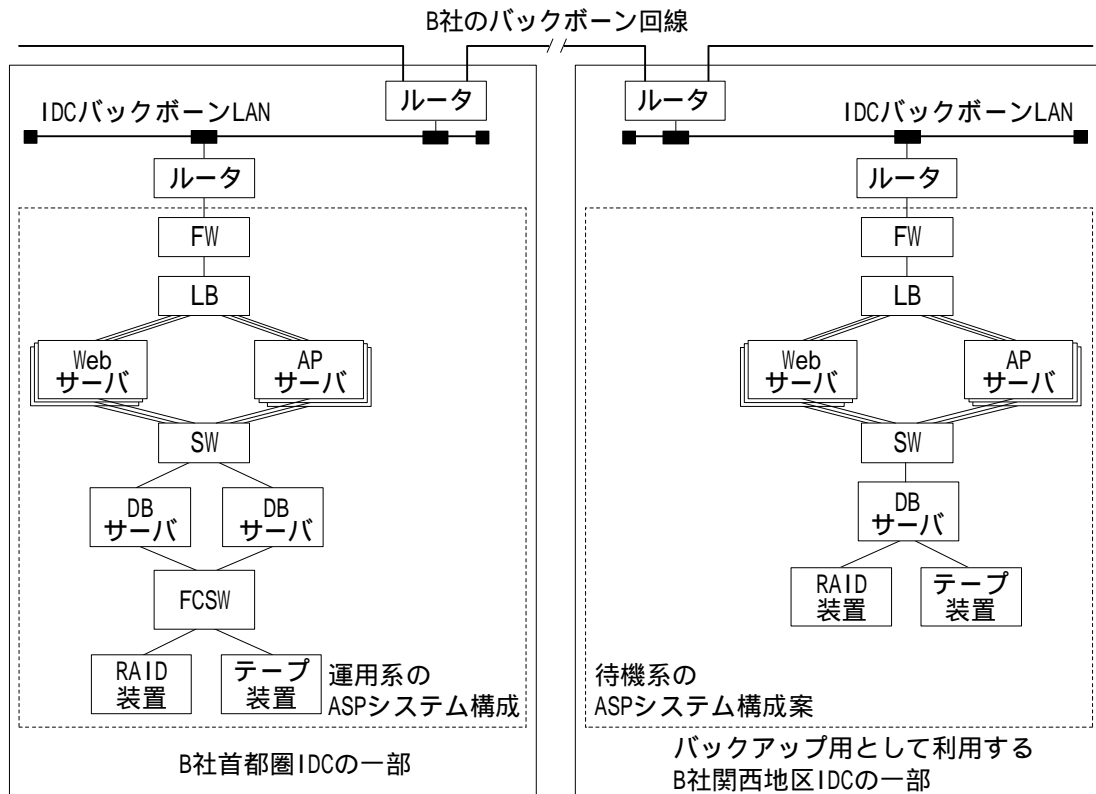 B社のバックボーン回線
ルータ
IDCバックボーンLAN
ルータ
FW
LB
Web
サーバ
AP
サーバ
SW
DB
サーバ
DB
サーバ
FCSW
RAID
装置
テープ
装置
運用系の
ASPシステム構成
B社首都圏IDCの一部
ルータ
IDCバックボーンLAN
ルータ
FW
LB
Web
サーバ
AP
サーバ
SW
DB
サーバ
RAID
装置
テープ
装置
待機系の
ASPシステム構成案
バックアップ用として利用する
B社関西地区IDCの一部